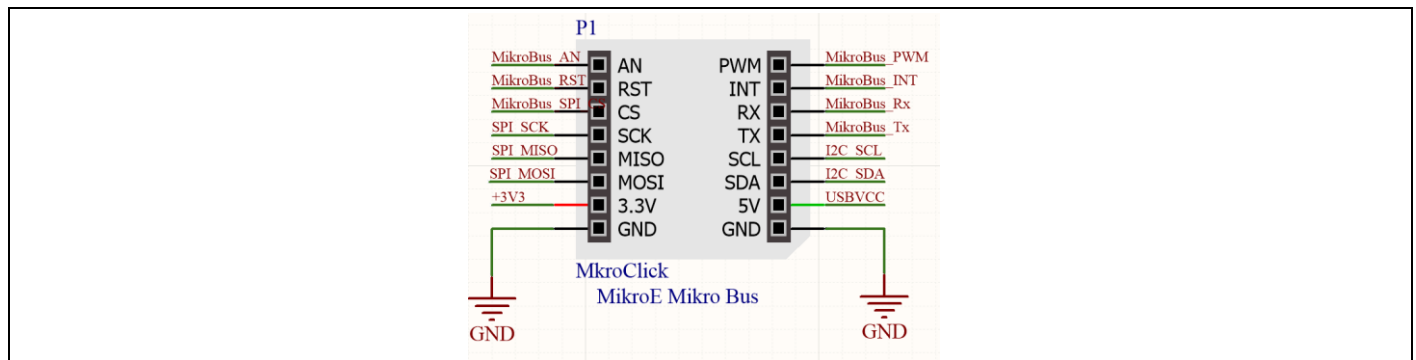 P1
MikroBus_AN AN PWM MikroBus_PWM
MikroBus_RST RST INT MikroBus_INT
MikroBus_SPI_CS CS RX MikroBus_Rx
SPI_SCK SCK TX MikroBus_Tx
SPI_MISO MISO SCL I2C_SCL
SPI_MOSI MOSI SDA I2C_SDA
+3V3 3.3V 5V USBVCC
GND GND
MkroClick
MikroE Mikro Bus
GND GND